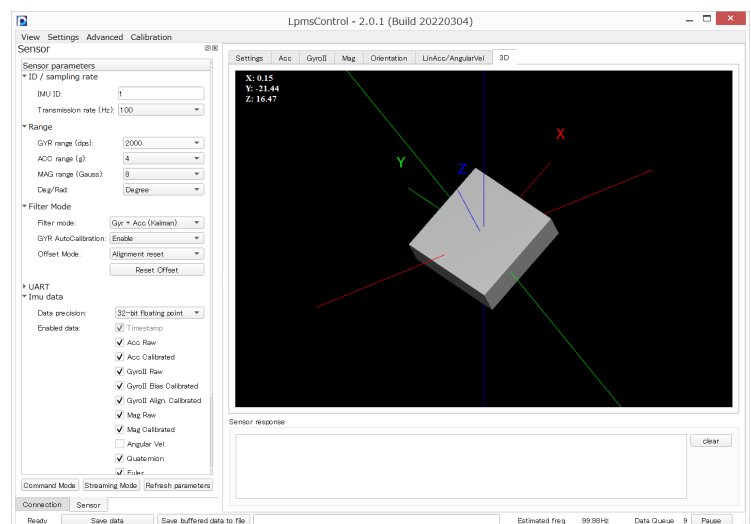 LpmsControl - 2.0.1 (Build 20220304)
View Settings Advanced Calibration
Sensor
Sensor parameters
ID / sampling rate
IMU ID: 1
Transmission rate (Hz): 100
Range
GYR range (dps): 2000
ACC range (g): 4
MAG range (Gauss): 8
Deg/Rad: Degree
Filter Mode
Filter mode: Gyr + Acc (Kalman)
GYR AutoCalibration: Enable
Offset Mode: Alignment reset
Reset Offset
UART
Imu data
Data precision: 32-bit floating point
Enabled data: Timestamp
Acc Raw
Acc Calibrated
GyroII Raw
GyroII Bias Calibrated
GyroII Align. Calibrated
Mag Raw
Mag Calibrated
Angular Vel.
Quaternion
Euler
Command Mode Streaming Mode Refresh parameters
Connection Sensor
Settings Acc GyroII Mag Orientation LinAcc/AngularVel 3D
X: 0.15
Y: -21.44
Z: 16.47
X
Y
Z
Sensor response
clear
Ready Save data Save buffered data to file Estimated freq 99.98Hz Data Queue 9 Pause